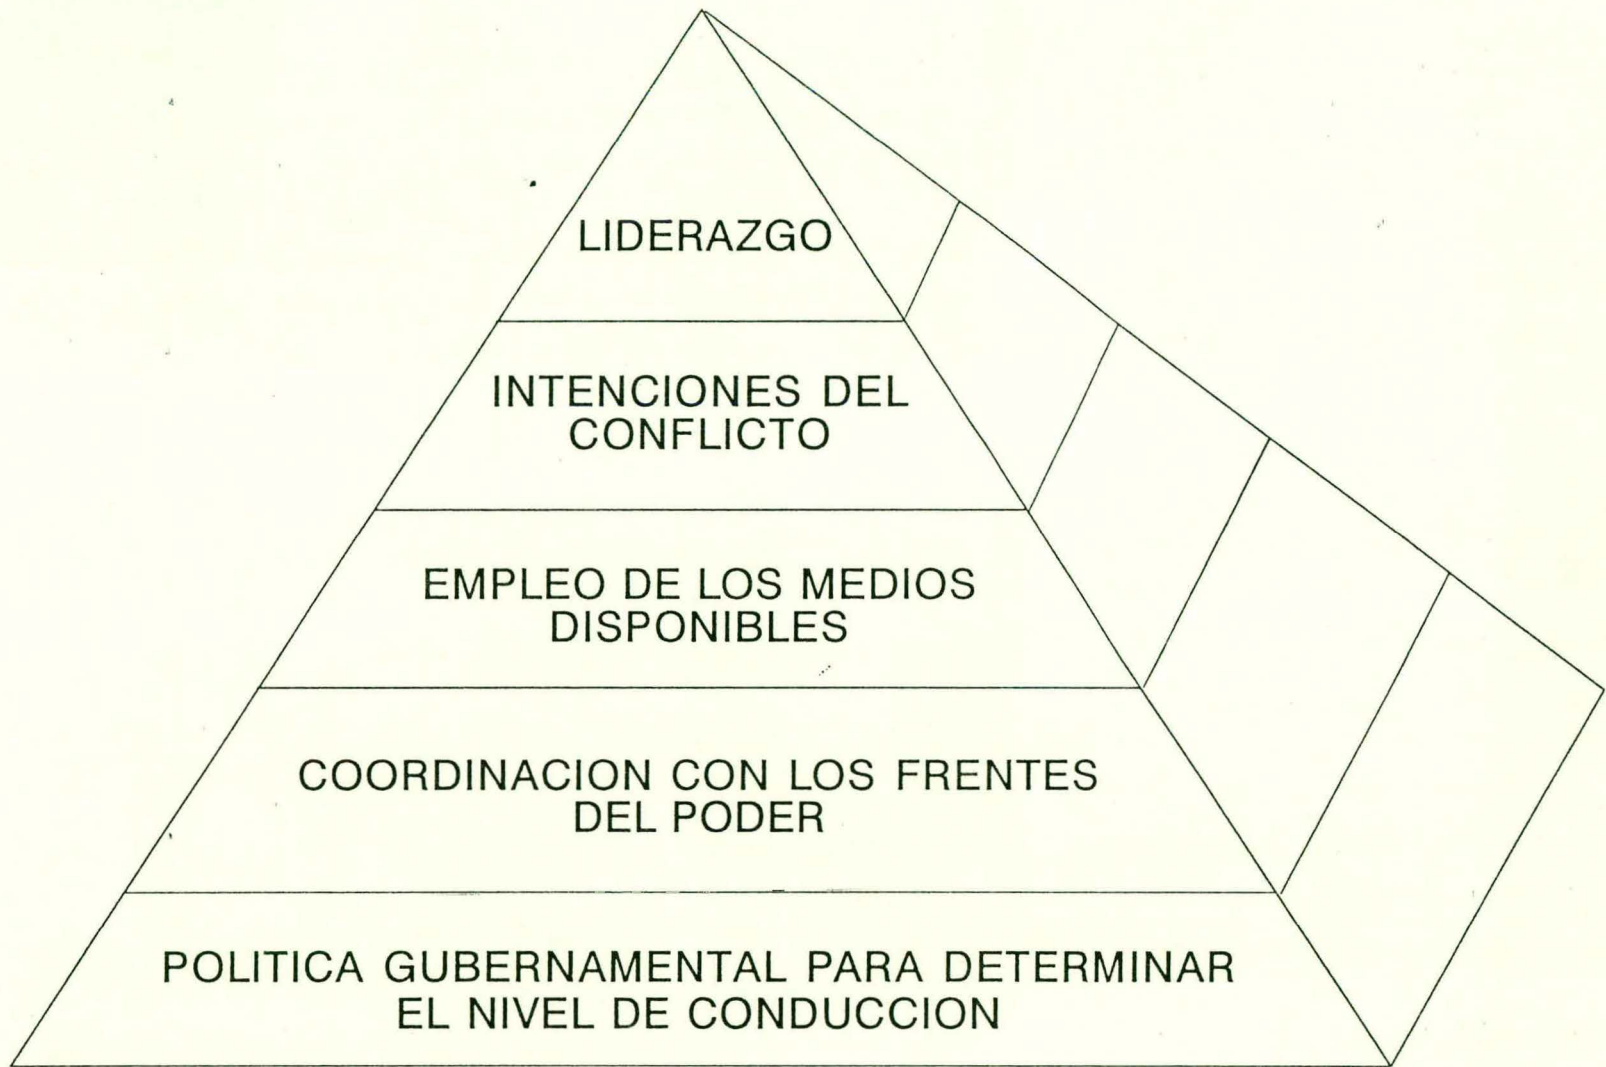 LIDERAZGO
INTENCIONES DEL
CONFLICTO
EMPLEO DE LOS MEDIOS
DISPONIBLES
COORDINACION CON LOS FRENTES
DEL PODER
POLITICA GUBERNAMENTAL PARA DETERMINAR
EL NIVEL DE CONDUCCION